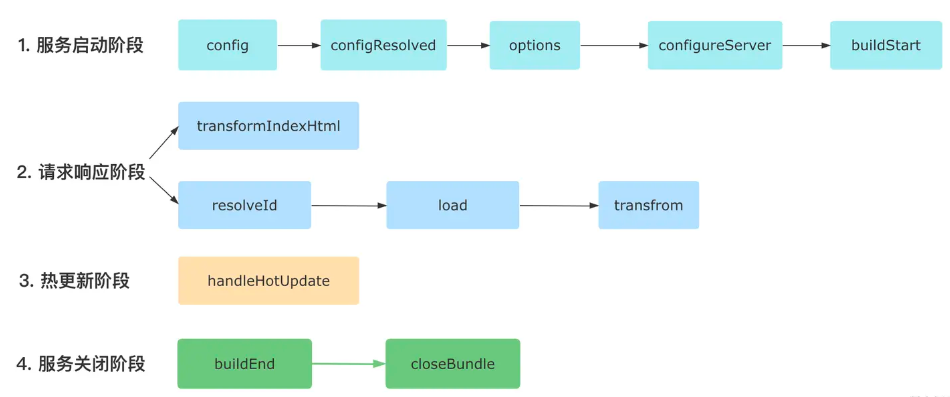 1. 服务启动阶段 config configResolved options configureServer buildStart
transformIndexHtml
2. 请求响应阶段
resolveId load transfrom
3. 热更新阶段 handleHotUpdate
4. 服务关闭阶段 buildEnd closeBundle